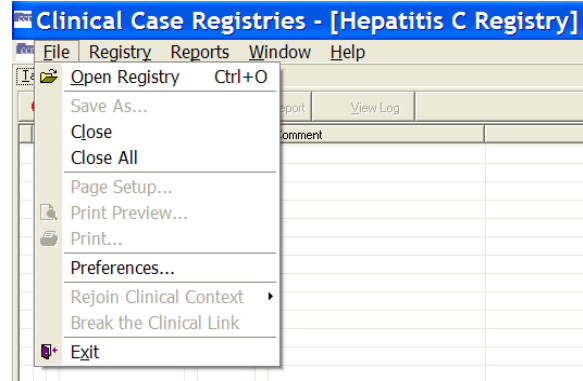 Clinical Case Registries - [Hepatitis C Registry]
File Registry Reports Window Help
Open Registry Ctrl+O
Save As...
View Log
Close
Close All
Page Setup...
Print Preview...
Print...
Preferences...
Rejoin Clinical Context
Break the Clinical Link
Exit